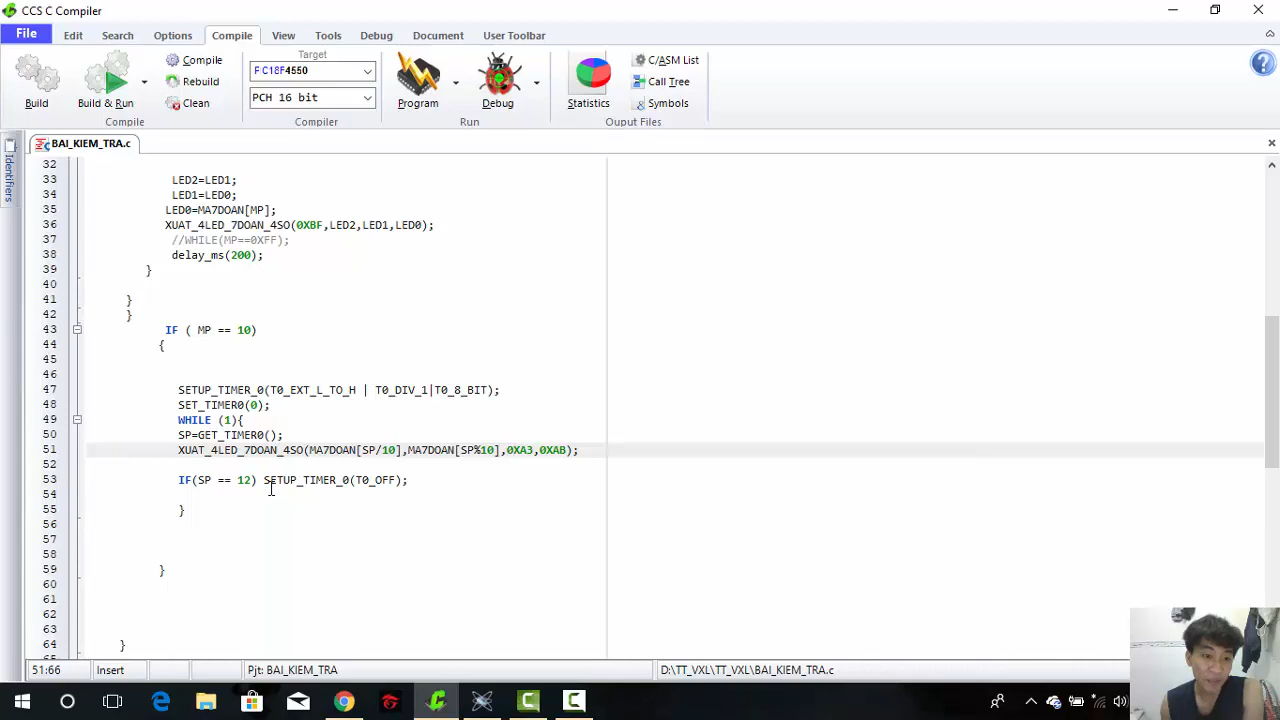 CCS C Compiler
File Edit Search Options Compile View Tools Debug Document User Toolbar
Build
Build & Run
Compile
Rebuild
Clean
Compile
Target
PCH 16 bit
Compiler
Program
Debug
Run
Statistics
C/ASM List
Call Tree
Symbols
Ouput Files
Identifiers
BAI_KIEM_TRA.c
32
33 LED2=LED1;
34 LED1=LED0;
35 LED0=MA7DOAN[MP];
36 XUAT_4LED_7DOAN_4SO(0XBF,LED2,LED1,LED0);
37 //WHILE(MP==0XFF);
38 delay_ms(200);
39 }
40
41 }
42 }
43 IF ( MP == 10)
44 {
45
46
47 SETUP_TIMER_0(T0_EXT_L_TO_H | T0_DIV_1|T0_8_BIT);
48 SET_TIMER0(0);
49 WHILE (1){
50 SP=GET_TIMER0();
51 XUAT_4LED_7DOAN_4SO(MA7DOAN[SP/10],MA7DOAN[SP%10],0XA3,0XAB);
52
53 IF(SP == 12) SETUP_TIMER_0(T0_OFF);
54
55 }
56
57
58
59 }
60
61
62
63
64 }
51:66 Insert Pjt: BAI_KIEM_TRA D:\TT_VXL\TT_VXL\BAI_KIEM_TRA.c